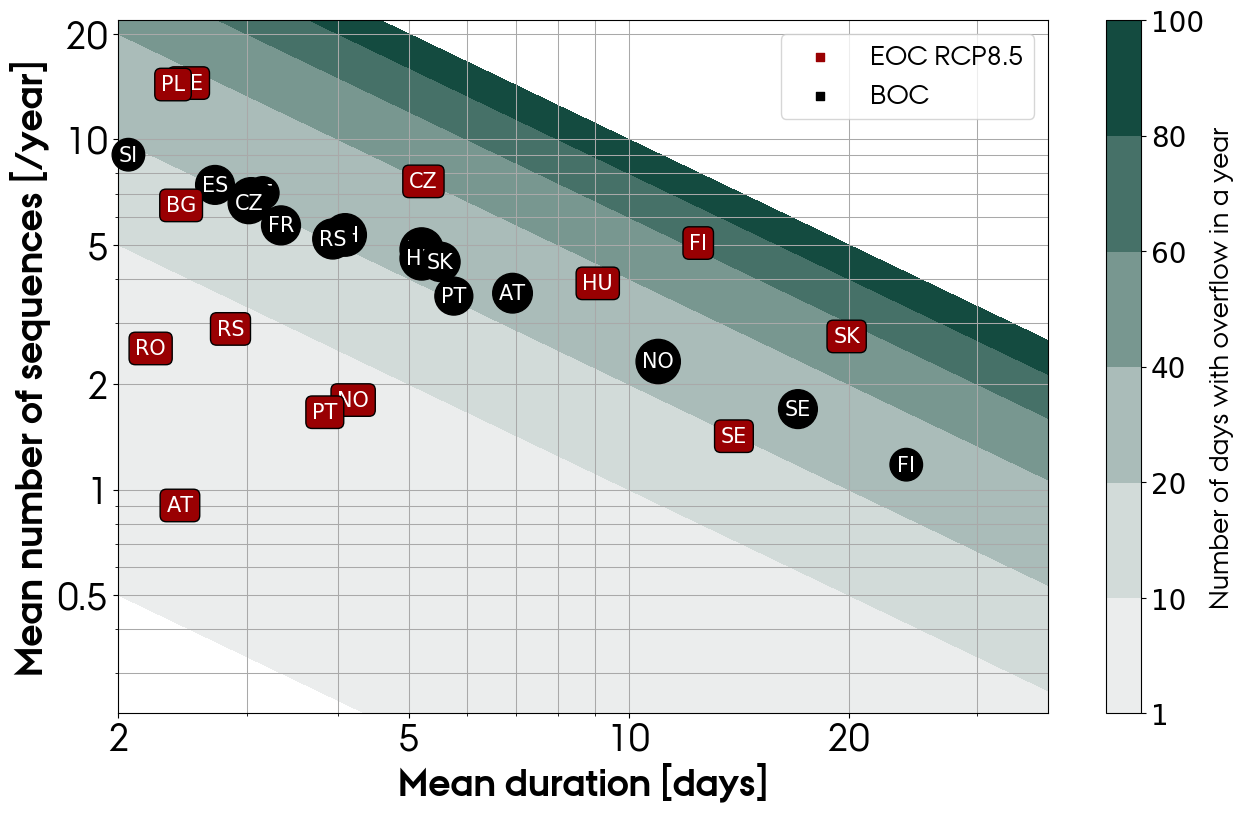 EOC RCP8.5
BOC
Mean number of sequences [/year]
20
10
5
2
1
0.5
PL
E
SI
ES
BG
CZ
CZ
FR
RS
FI
HU
SK
PT
AT
HU
SK
RS
RO
NO
SE
FI
NO
PT
SE
AT
2
5
10
20
Mean duration [days]
100
80
60
40
20
10
1
Number of days with overflow in a year